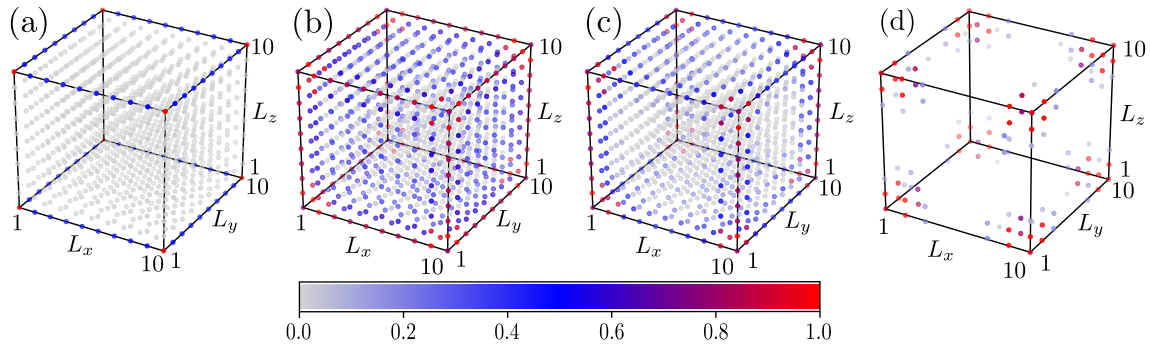 (a) (b) (c) (d)
10 10 10 10
L_z L_z L_z L_z
1 1 1 1
10 10 10 10
1 1 1 1
L_y L_y L_y L_y
L_x L_x L_x L_x
10 1 10 1 10 1 10 1
0.0 0.2 0.4 0.6 0.8 1.0